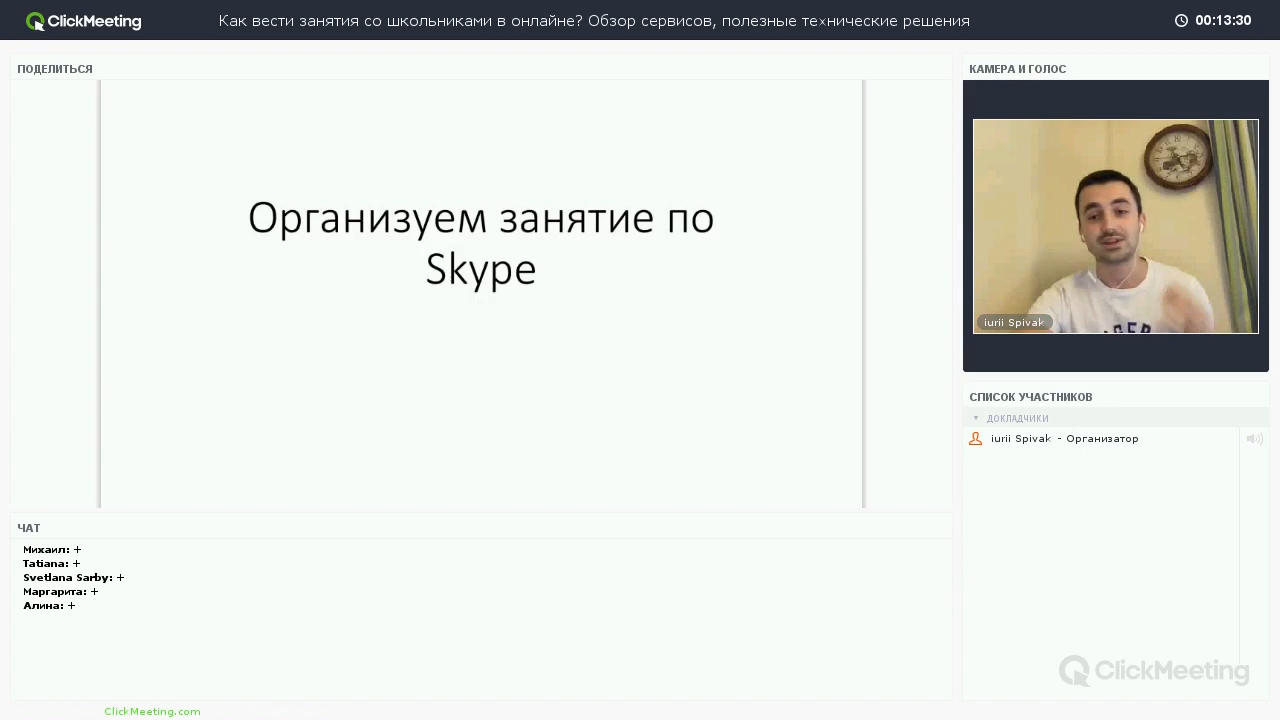 ClickMeeting
Как вести занятия со школьниками в онлайне? Обзор сервисов, полезные технические решения
00:13:30
ПОДЕЛИТЬСЯ
Организуем занятие по
Skype
КАМЕРА И ГОЛОС
iurii Spivak
СПИСОК УЧАСТНИКОВ
ДОКЛАДЧИКИ
iurii Spivak - Организатор
ЧАТ
Михаил: +
Tatiana: +
Svetlana Sarby: +
Маргарита: +
Алина: +
ClickMeeting
ClickMeeting.com